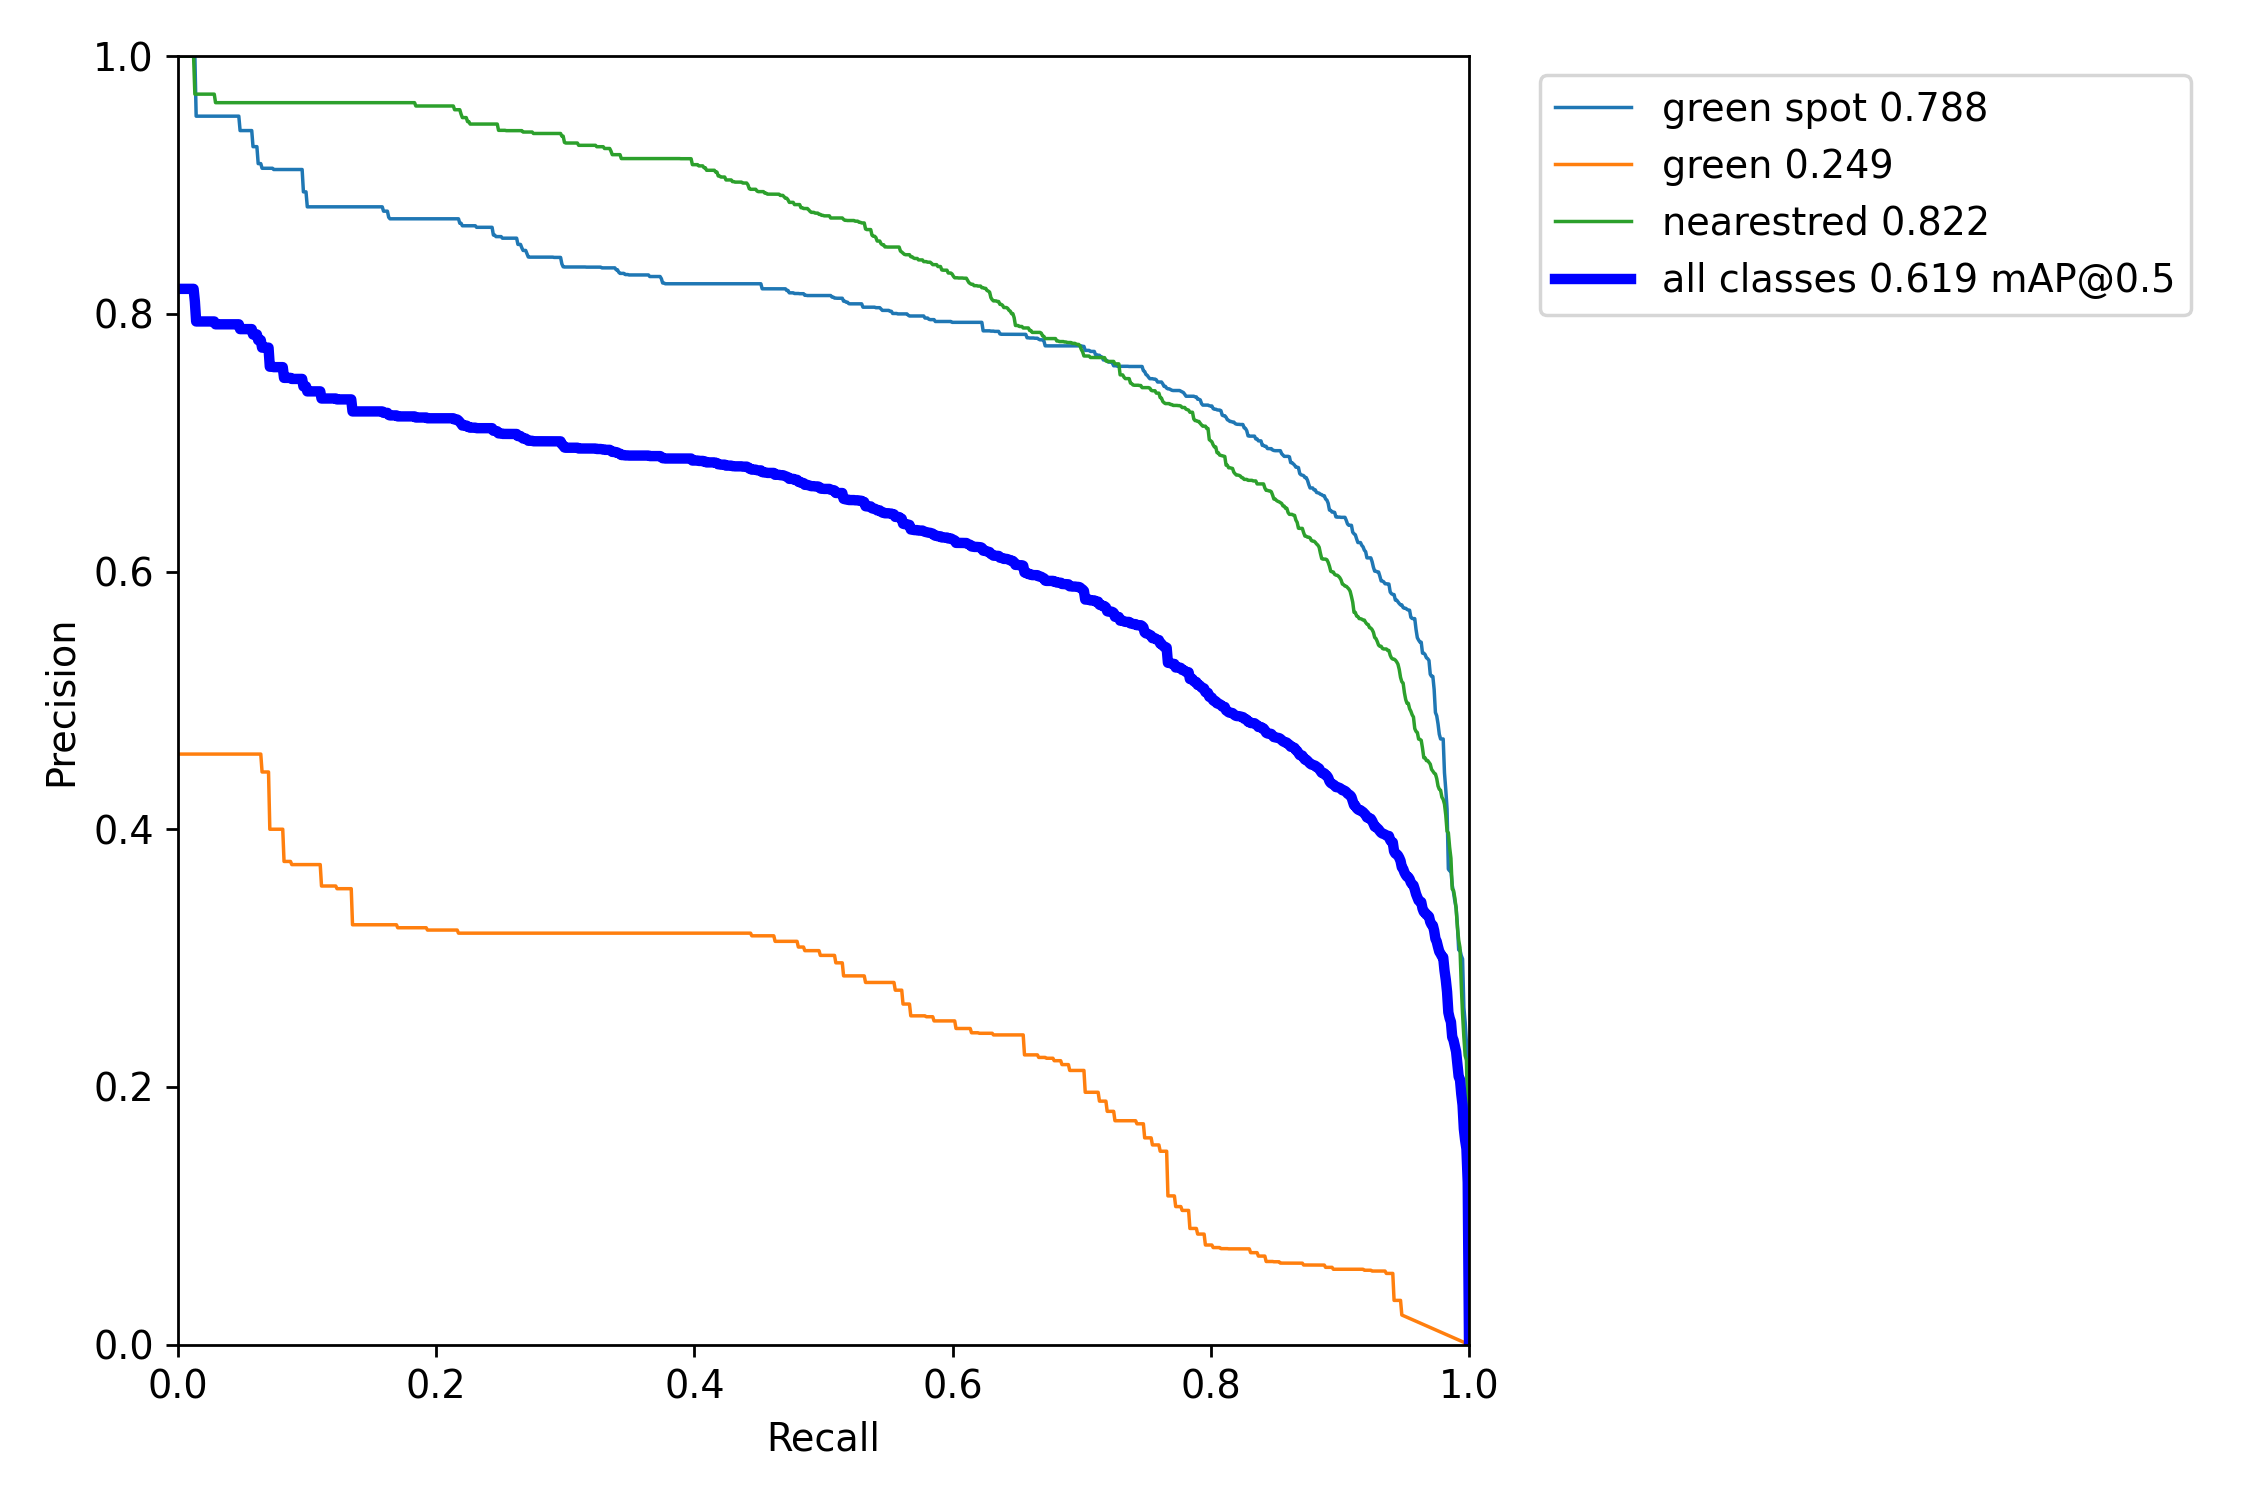 1.0
0.8
0.6
0.4
0.2
0.0
Precision
0.0 0.2 0.4 0.6 0.8 1.0
Recall
green spot 0.788
green 0.249
nearestred 0.822
all classes 0.619 mAP@0.5